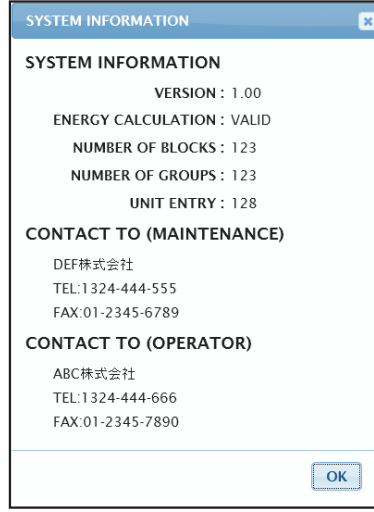 SYSTEM INFORMATION
SYSTEM INFORMATION
VERSION : 1.00
ENERGY CALCULATION : VALID
NUMBER OF BLOCKS : 123
NUMBER OF GROUPS : 123
UNIT ENTRY : 128
CONTACT TO (MAINTENANCE)
DEF株式会社
TEL:1324-444-555
FAX:01-2345-6789
CONTACT TO (OPERATOR)
ABC株式会社
TEL:1324-444-666
FAX:01-2345-7890
OK